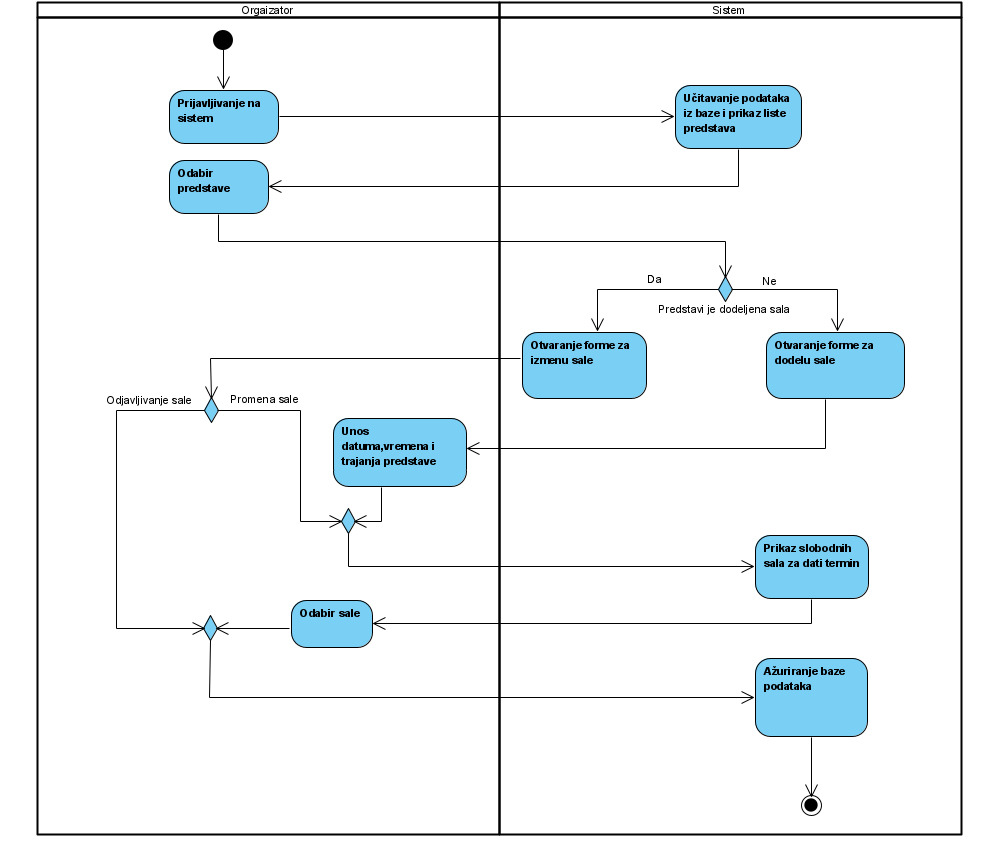 Orgaizator
Sistem
Prijavljivanje na
sistem
Učitavanje podataka
iz baze i prikaz liste
predstava
Odabir
predstave
Da
Ne
Predstavi je dodeljena sala
Otvaranje forme za
izmenu sale
Otvaranje forme za
dodelu sale
Odjavljivanje sale
Promena sale
Unos
datuma,vremena i
trajanja predstave
Prikaz slobodnih
sala za dati termin
Odabir sale
Ažuriranje baze
podataka